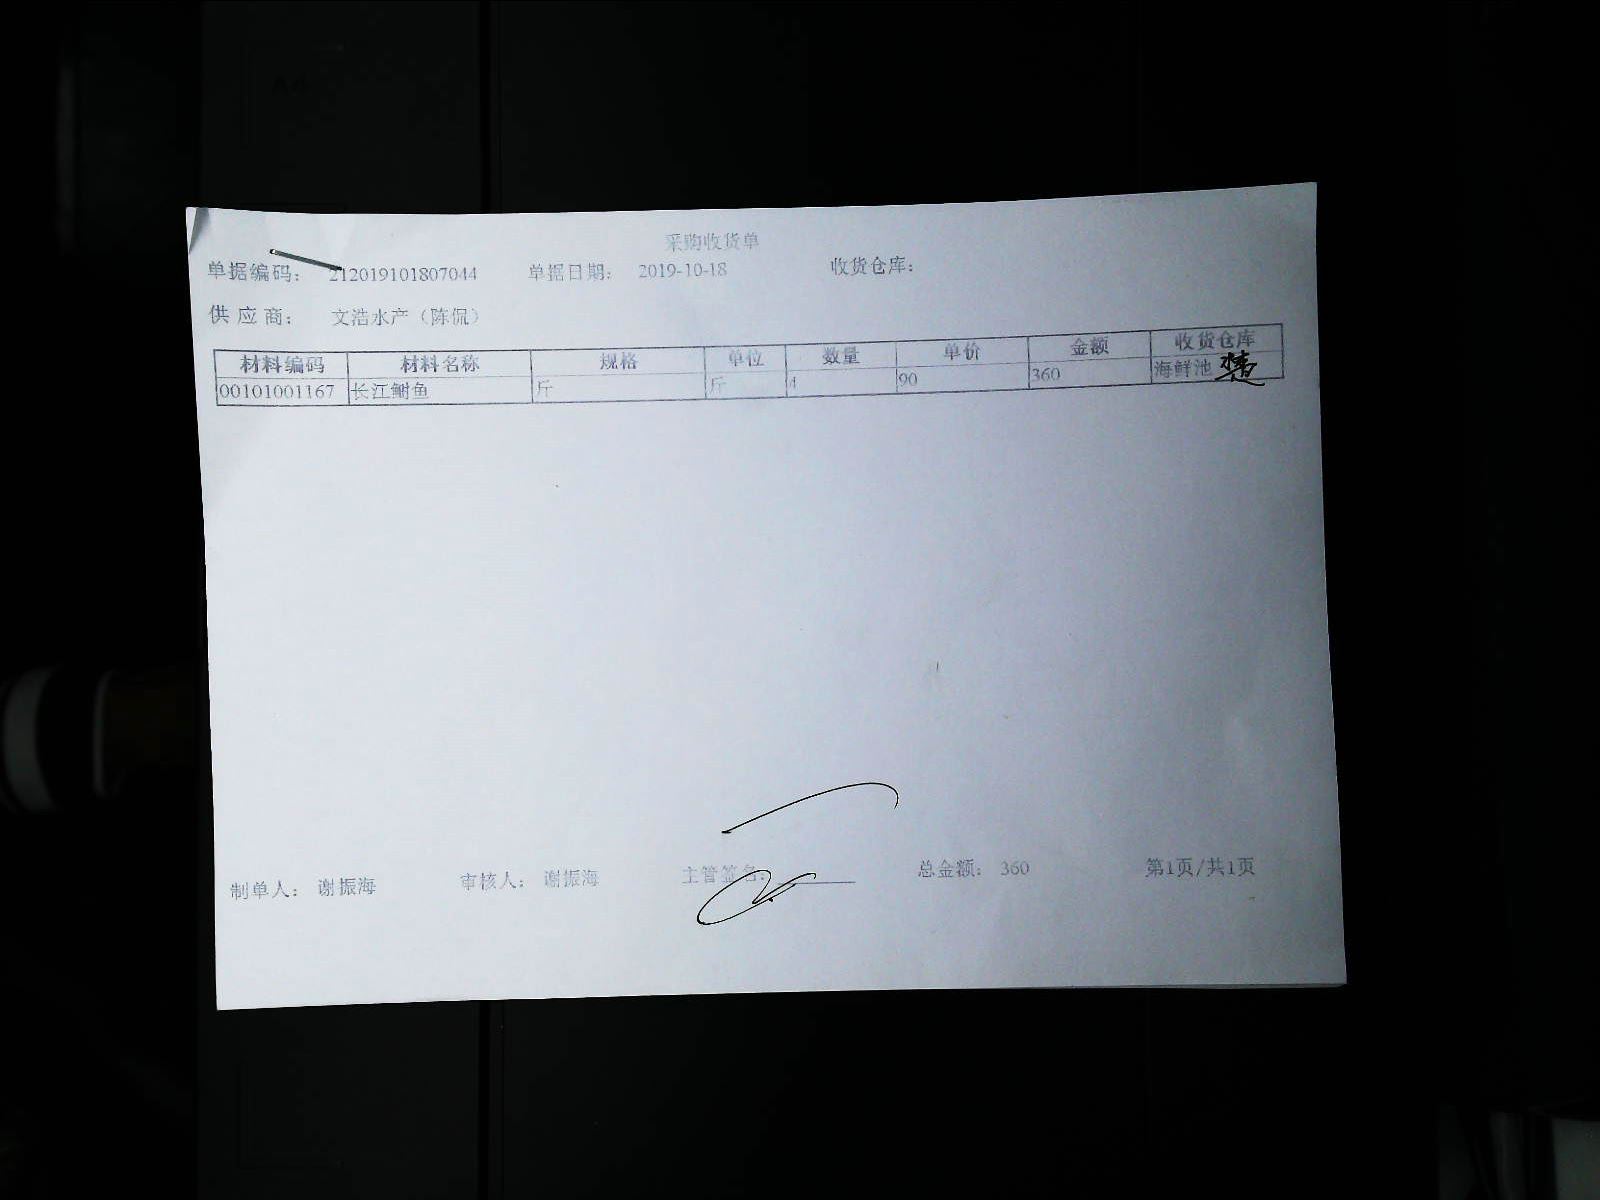 采购收货单
单据编码： 212019101807044 单据日期： 2019-10-18 收货仓库：
供 应 商： 文浩水产（陈侃）
材料编码 材料名称 规格 单位 数量 单价 金额 收货仓库
00101001167 长江鮰鱼 斤 斤 4 90 360 海鲜池
制单人： 谢振海 审核人： 谢振海 主管签名： 总金额： 360 第1页/共1页